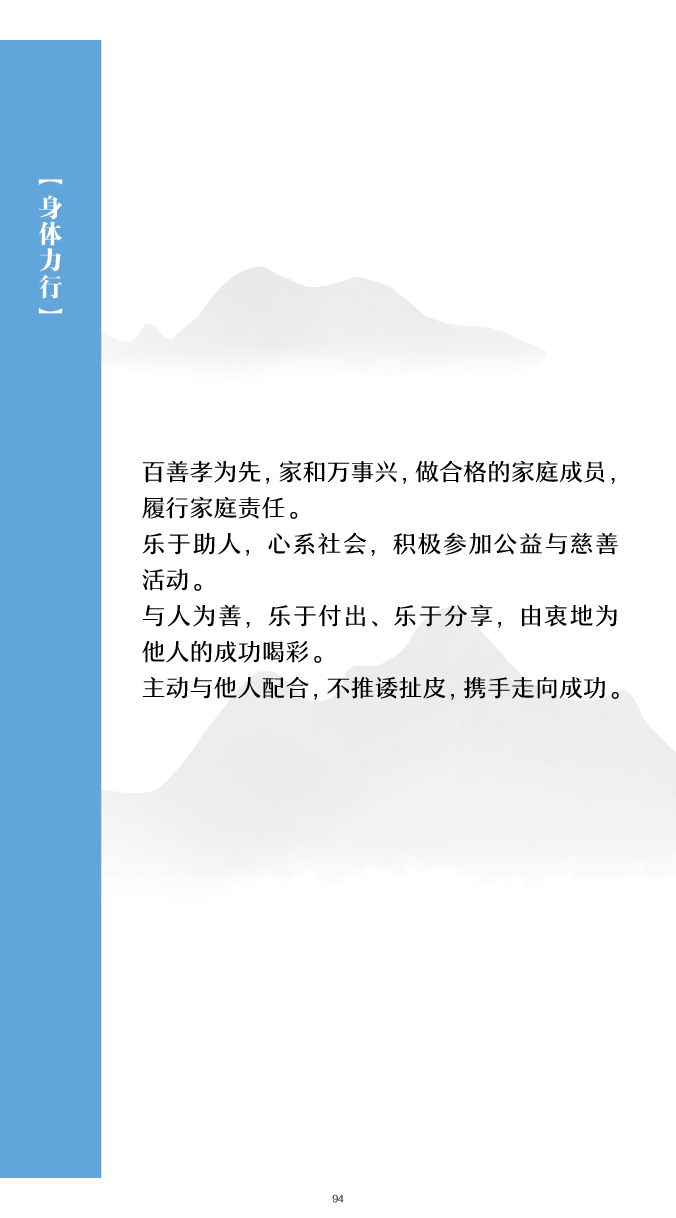 【身体力行】
百善孝为先，家和万事兴，做合格的家庭成员，
履行家庭责任。
乐于助人，心系社会，积极参加公益与慈善
活动。
与人为善，乐于付出、乐于分享，由衷地为
他人的成功喝彩。
主动与他人配合，不推诿扯皮，携手走向成功。
94